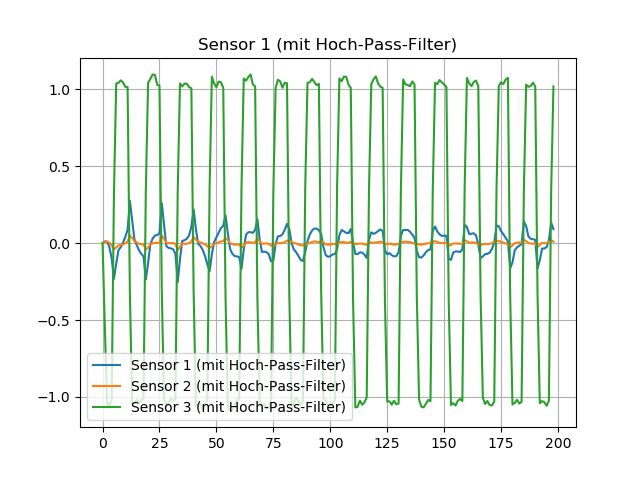 Sensor 1 (mit Hoch-Pass-Filter)
1.0
0.5
0.0
−0.5
−1.0
Sensor 1 (mit Hoch-Pass-Filter)
Sensor 2 (mit Hoch-Pass-Filter)
Sensor 3 (mit Hoch-Pass-Filter)
0 25 50 75 100 125 150 175 200